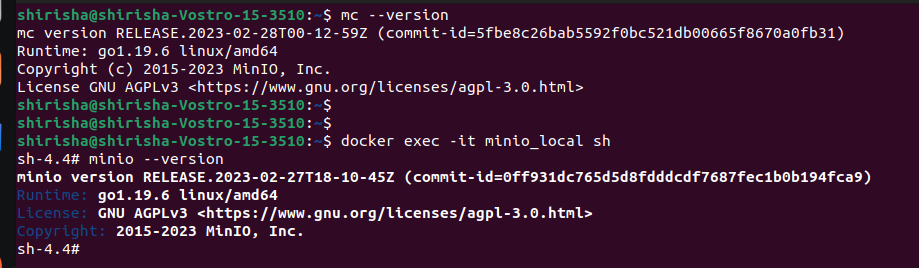 shirisha@shirisha-Vostro-15-3510:~$ mc --version
mc version RELEASE.2023-02-28T00-12-59Z (commit-id=5fbe8c26bab5592f0bc521db00665f8670a0fb31)
Runtime: go1.19.6 linux/amd64
Copyright (c) 2015-2023 MinIO, Inc.
License GNU AGPLv3 <https://www.gnu.org/licenses/agpl-3.0.html>
shirisha@shirisha-Vostro-15-3510:~$
shirisha@shirisha-Vostro-15-3510:~$
shirisha@shirisha-Vostro-15-3510:~$ docker exec -it minio_local sh
sh-4.4# minio --version
minio version RELEASE.2023-02-27T18-10-45Z (commit-id=0ff931dc765d5d8fdddcdf7687fec1b0b194fca9)
Runtime: go1.19.6 linux/amd64
License: GNU AGPLv3 <https://www.gnu.org/licenses/agpl-3.0.html>
Copyright: 2015-2023 MinIO, Inc.
sh-4.4#